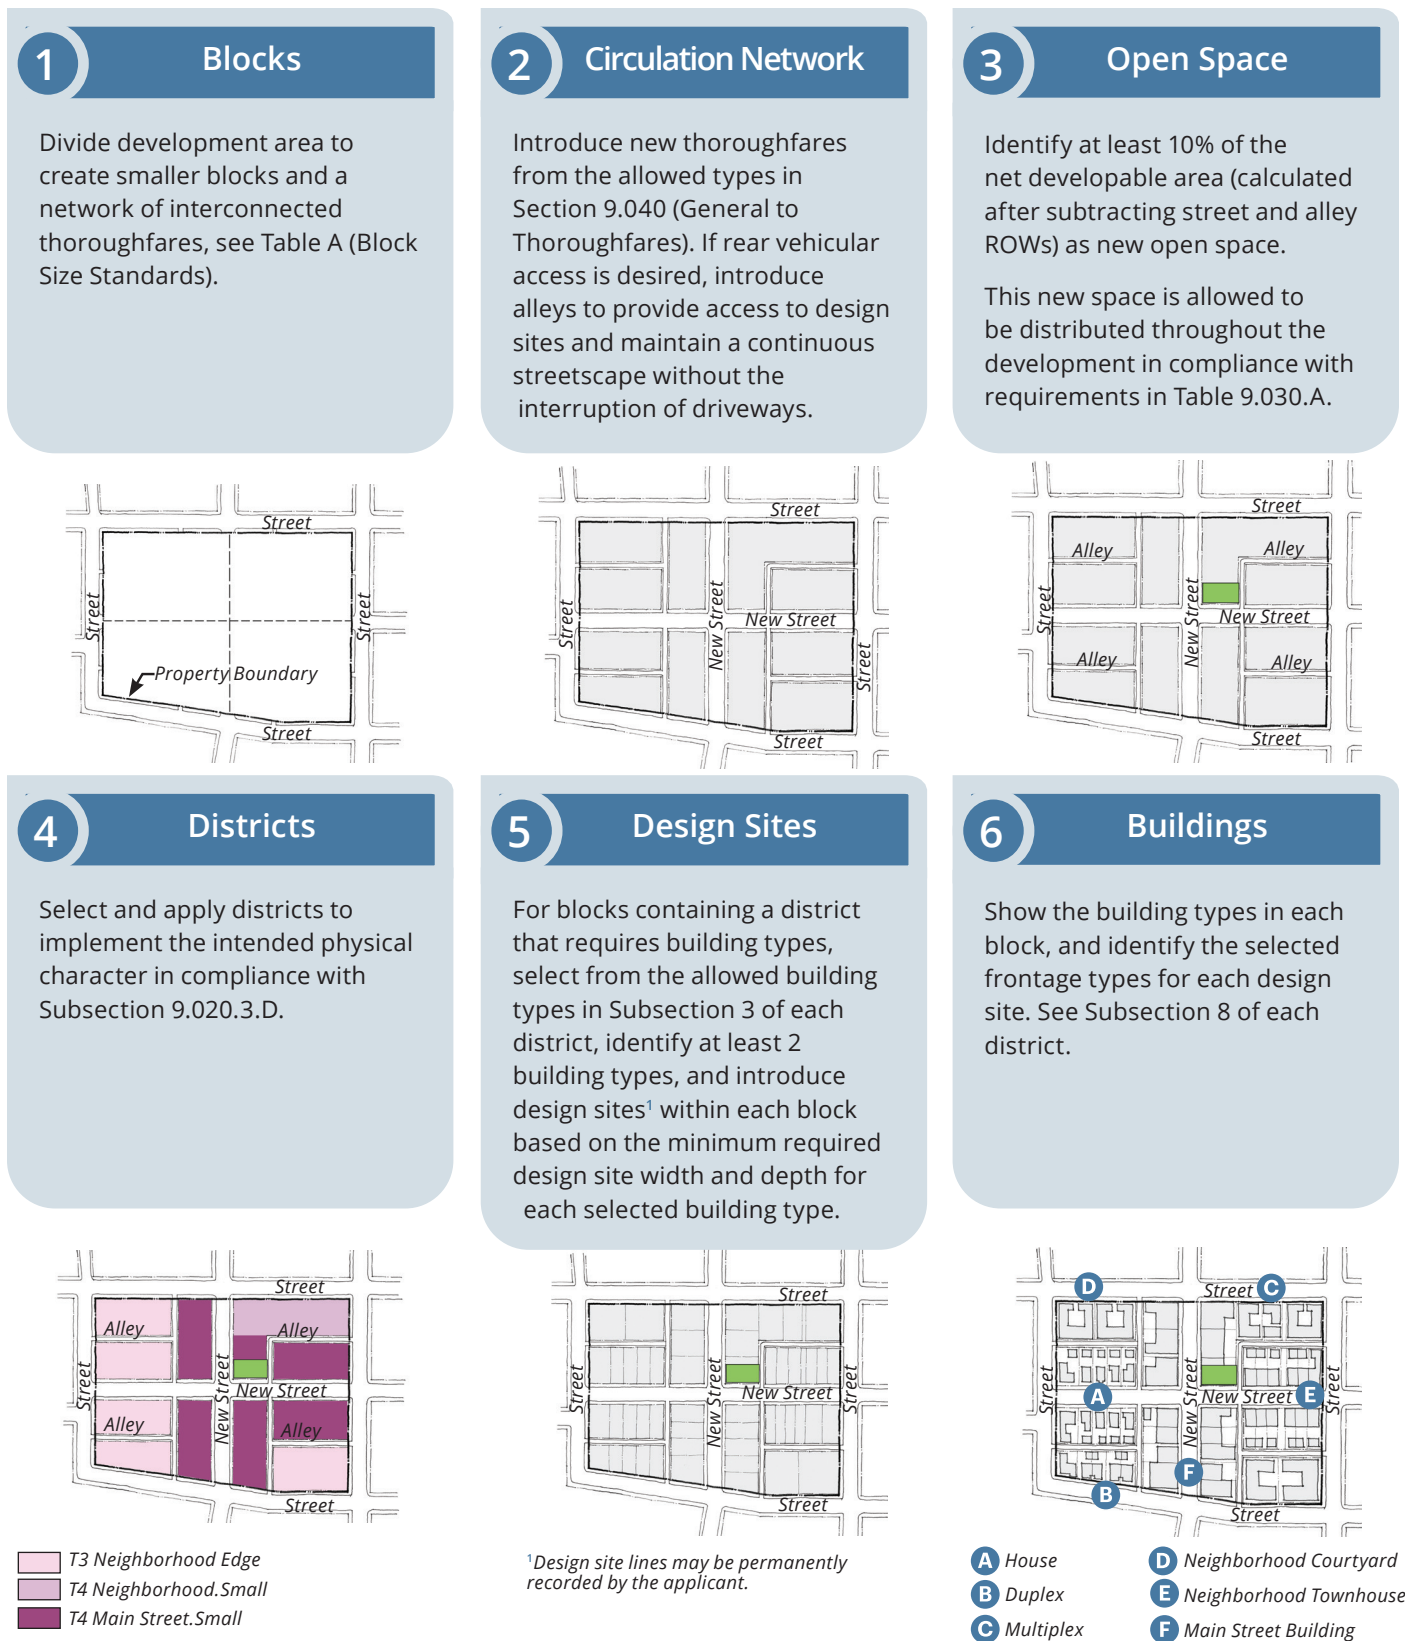 1
Blocks
Divide development area to
create smaller blocks and a
network of interconnected
thoroughfares, see Table A (Block
Size Standards).
2
Circulation Network
Introduce new thoroughfares
from the allowed types in
Section 9.040 (General to
Thoroughfares). If rear vehicular
access is desired, introduce
alleys to provide access to design
sites and maintain a continuous
streetscape without the
interruption of driveways.
3
Open Space
Identify at least 10% of the
net developable area (calculated
after subtracting street and alley
ROWs) as new open space.
This new space is allowed to
be distributed throughout the
development in compliance with
requirements in Table 9.030.A.
Street
Street
Street
Property Boundary
Street
Street
Street
New Street
New Street
Street
Street
Street
Alley
Alley
Street
New Street
New Street
Alley
Alley
Street
4
Districts
Select and apply districts to
implement the intended physical
character in compliance with
Subsection 9.020.3.D.
5
Design Sites
For blocks containing a district
that requires building types,
select from the allowed building
types in Subsection 3 of each
district, identify at least 2
building types, and introduce
design sites¹ within each block
based on the minimum required
design site width and depth for
each selected building type.
6
Buildings
Show the building types in each
block, and identify the selected
frontage types for each design
site. See Subsection 8 of each
district.
Street
Alley
Alley
Street
New Street
New Street
Street
Alley
Alley
Street
T3 Neighborhood Edge
T4 Neighborhood.Small
T4 Main Street.Small
Street
Street
New Street
New Street
Street
Street
¹Design site lines may be permanently
recorded by the applicant.
D
Street
C
Street
New Street
New Street
Street
A
E
F
B
Street
A House
B Duplex
C Multiplex
D Neighborhood Courtyard
E Neighborhood Townhouse
F Main Street Building